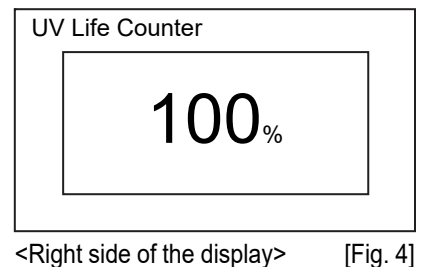 UV Life Counter
100%
<Right side of the display> [Fig. 4]